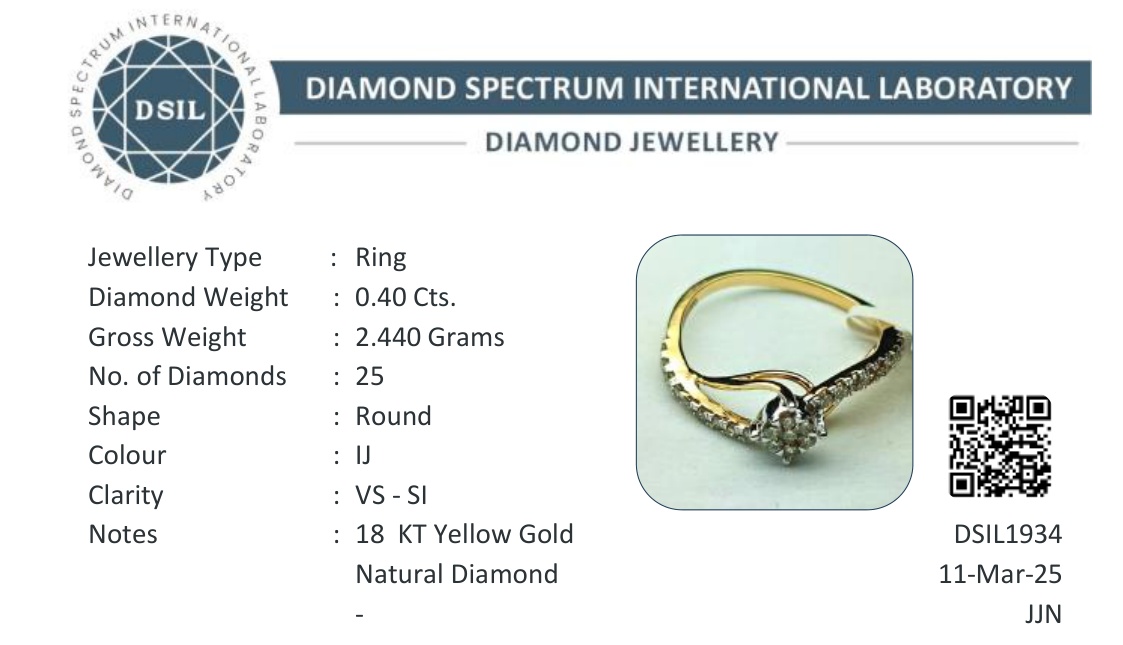 DIAMOND SPECTRUM INTERNATIONAL LABORATORY
DSIL
DIAMOND SPECTRUM INTERNATIONAL LABORATORY
DIAMOND JEWELLERY
Jewellery Type : Ring
Diamond Weight : 0.40 Cts.
Gross Weight : 2.440 Grams
No. of Diamonds : 25
Shape : Round
Colour : IJ
Clarity : VS - SI
Notes : 18 KT Yellow Gold
Natural Diamond
-
DSIL1934
11-Mar-25
JJN